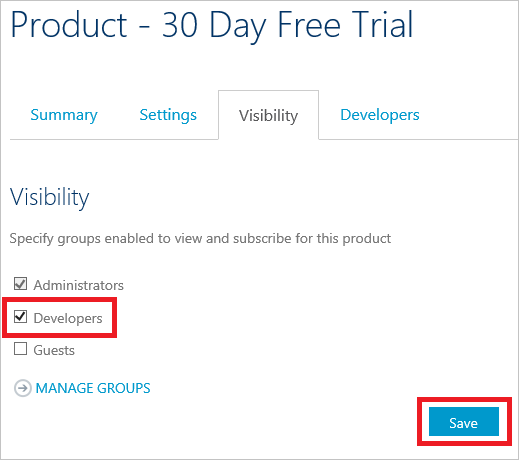 Product - 30 Day Free Trial
Summary Settings Visibility Developers
Visibility
Specify groups enabled to view and subscribe for this product
Administrators
Developers
Guests
MANAGE GROUPS
Save